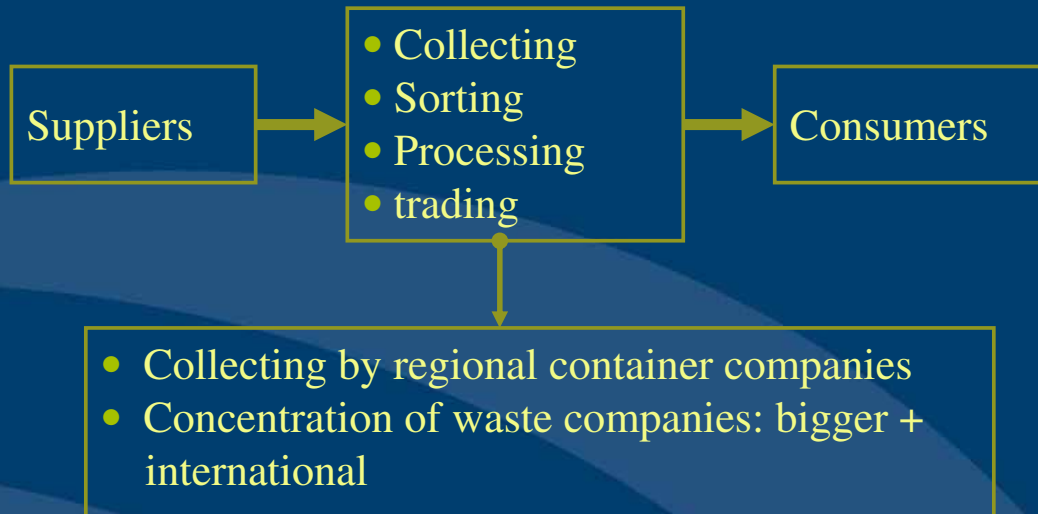 Suppliers
• Collecting
• Sorting
• Processing
• trading
Consumers
• Collecting by regional container companies
• Concentration of waste companies: bigger +
international